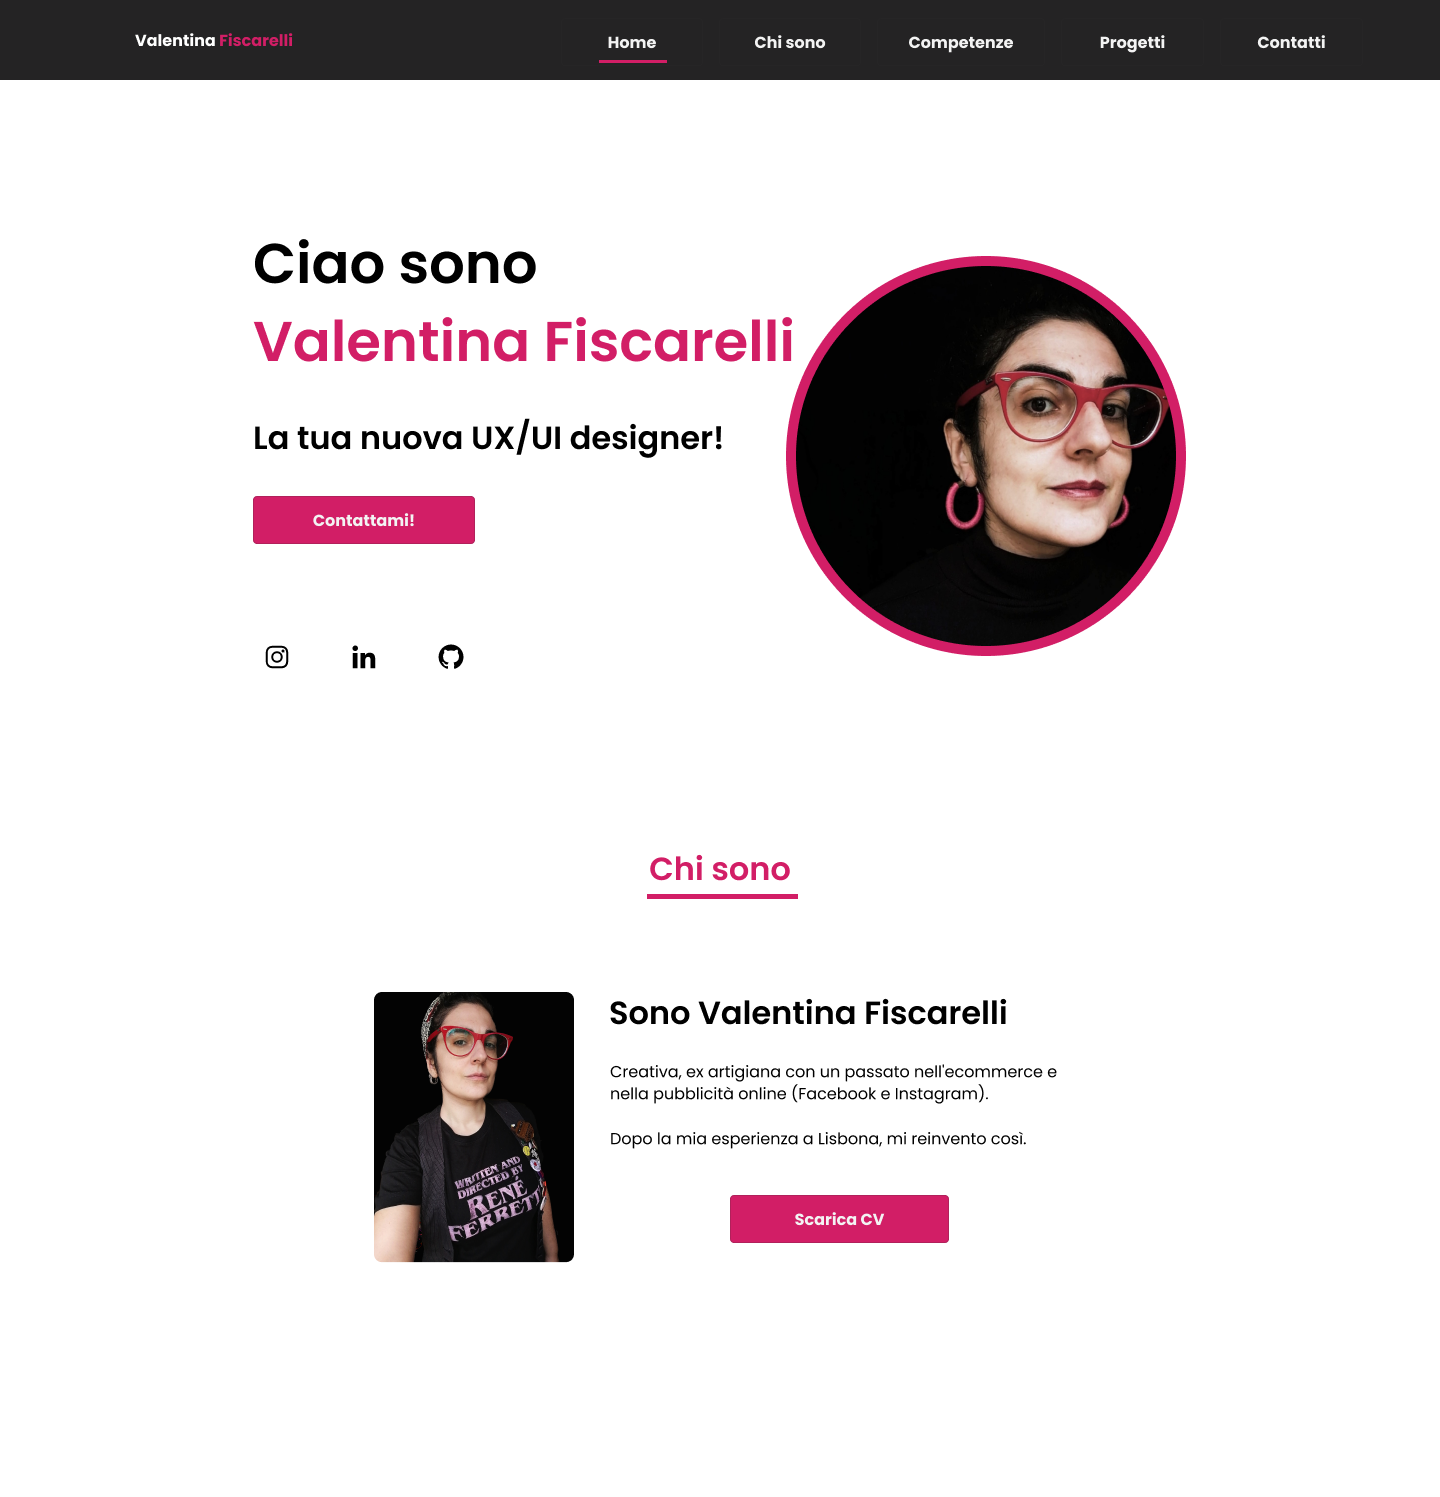 Valentina Fiscarelli
Home
Chi sono
Competenze
Progetti
Contatti
Ciao sono
Valentina Fiscarelli
La tua nuova UX/UI designer!
Contattami!
in
Chi sono
Sono Valentina Fiscarelli
Creativa, ex artigiana con un passato nell'ecommerce e
nella pubblicità online (Facebook e Instagram).
Dopo la mia esperienza a Lisbona, mi reinvento così.
WRITTEN AND
DIRECTED BY
RENÉ
FERRETTI
Scarica CV